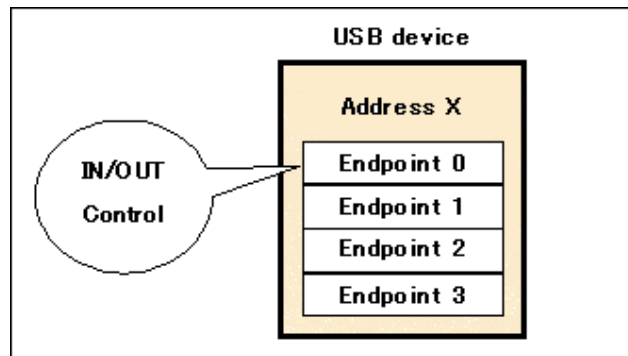 USB device
Address X
IN/OUT
Control
Endpoint 0
Endpoint 1
Endpoint 2
Endpoint 3